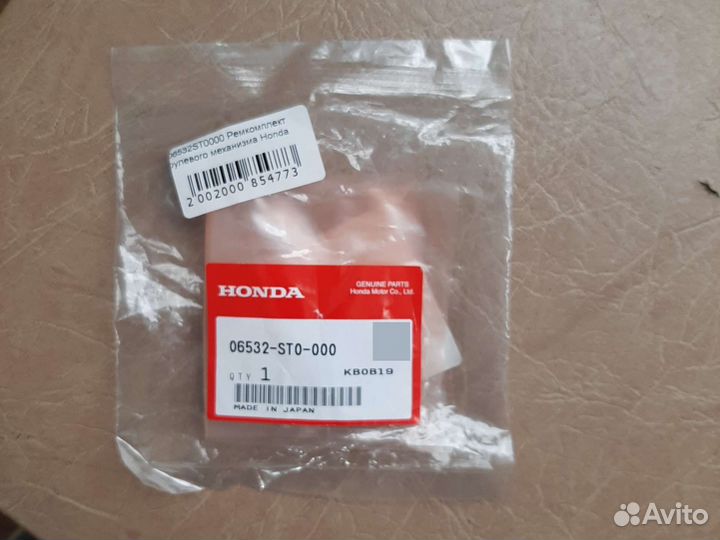 06532ST0000 Ремкомплект
рулевого механизма Honda
2 002000 854773
HONDA
GENUINE PARTS
Honda Motor Co., Ltd.
06532-ST0-000
QTY 1
KB0819
MADE IN JAPAN
Avito